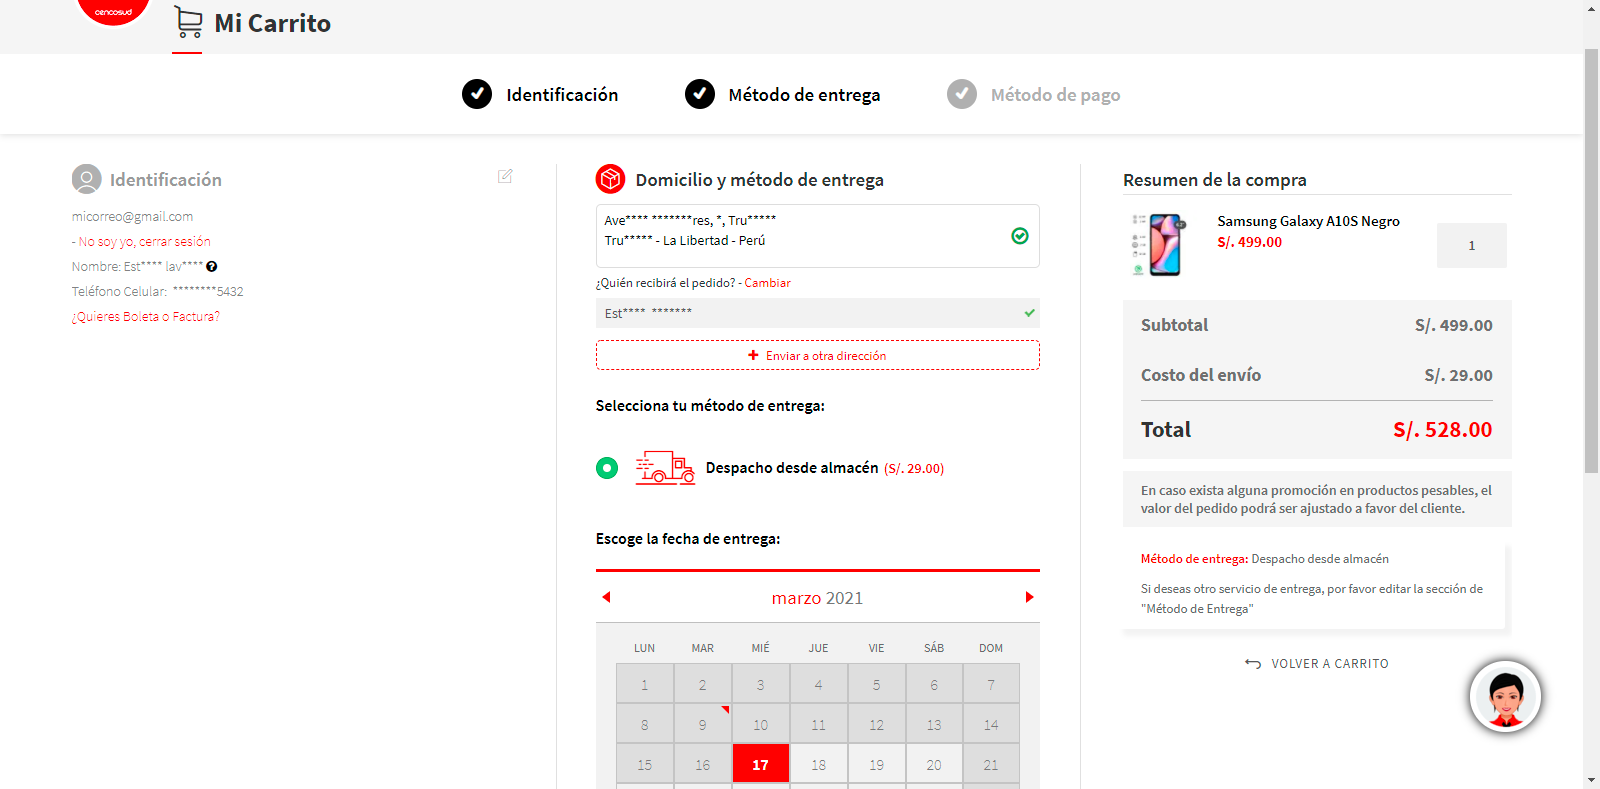 cencosud
Mi Carrito
Identificación
Método de entrega
Método de pago
Identificación
micorreo@gmail.com
- No soy yo, cerrar sesión
Nombre: Est**** lav****
Teléfono Celular: ********5432
¿Quieres Boleta o Factura?
Domicilio y método de entrega
Ave**** *******res, *, Tru*****
Tru***** - La Libertad - Perú
¿Quién recibirá el pedido? - Cambiar
Est**** *******
+ Enviar a otra dirección
Selecciona tu método de entrega:
Despacho desde almacén (S/. 29.00)
Escoge la fecha de entrega:
marzo 2021
LUN MAR MIÉ JUE VIE SÁB DOM
1 2 3 4 5 6 7
8 9 10 11 12 13 14
15 16 17 18 19 20 21
Resumen de la compra
Samsung Galaxy A10S Negro
S/. 499.00
1
Subtotal S/. 499.00
Costo del envío S/. 29.00
Total S/. 528.00
En caso exista alguna promoción en productos pesables, el
valor del pedido podrá ser ajustado a favor del cliente.
Método de entrega: Despacho desde almacén
Si deseas otro servicio de entrega, por favor editar la sección de
"Método de Entrega"
VOLVER A CARRITO